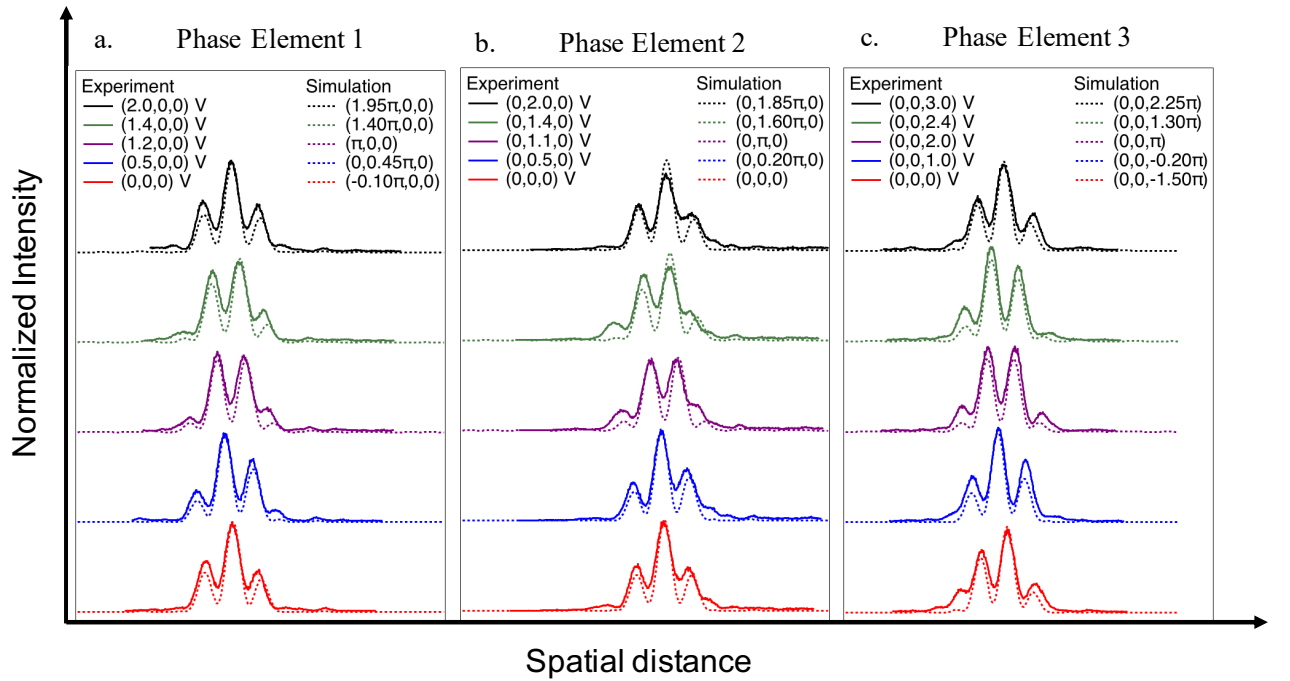 a. Phase Element 1
Experiment Simulation
(2.0,0,0) V (1.95π,0,0)
(1.4,0,0) V (1.40π,0,0)
(1.2,0,0) V (π,0,0)
(0.5,0,0) V (0,0.45π,0)
(0,0,0) V (-0.10π,0,0)
b. Phase Element 2
Experiment Simulation
(0,2.0,0) V (0,1.85π,0)
(0,1.4,0) V (0,1.60π,0)
(0,1.1,0) V (0,π,0)
(0,0.5,0) V (0,0.20π,0)
(0,0,0) V (0,0,0)
c. Phase Element 3
Experiment Simulation
(0,0,3.0) V (0,0,2.25π)
(0,0,2.4) V (0,0,1.30π)
(0,0,2.0) V (0,0,π)
(0,0,1.0) V (0,0,-0.20π)
(0,0,0) V (0,0,-1.50π)
Normalized Intensity
Spatial distance